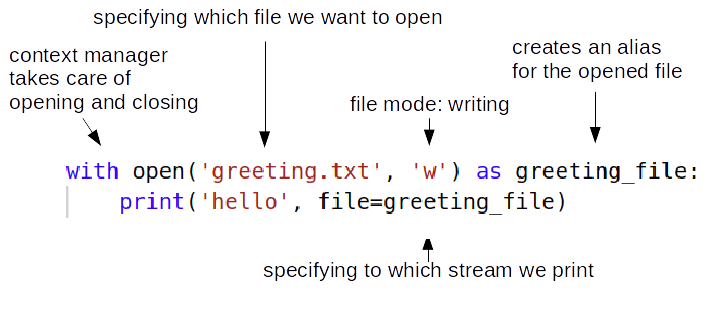 specifying which file we want to open
context manager
takes care of
opening and closing
file mode: writing
creates an alias
for the opened file
with open('greeting.txt', 'w') as greeting_file:
    print('hello', file=greeting_file)
specifying to which stream we print